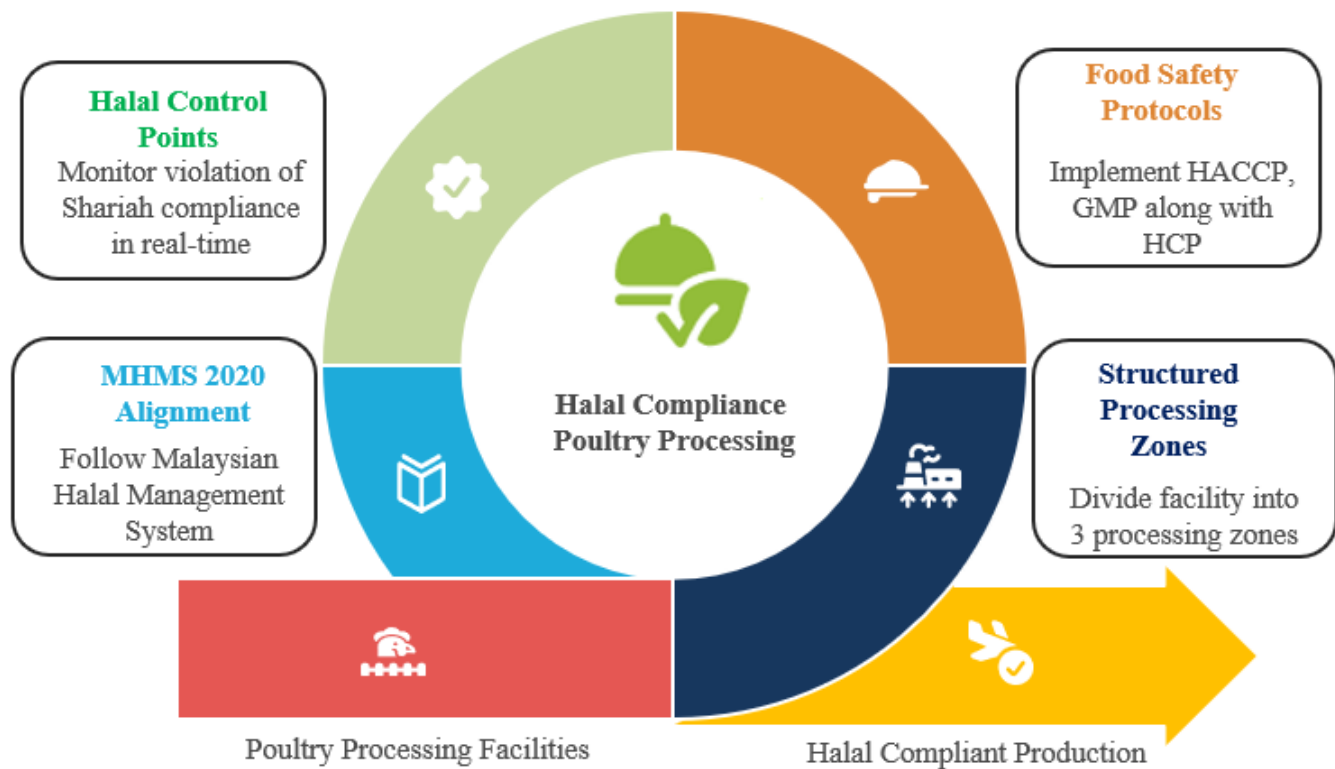 Halal Control
Points
Monitor violation of
Shariah compliance
in real-time
Food Safety
Protocols
Implement HACCP,
GMP along with
HCP
MHMS 2020
Alignment
Follow Malaysian
Halal Management
System
Halal Compliance
Poultry Processing
Structured
Processing
Zones
Divide facility into
3 processing zones
Poultry Processing Facilities
Halal Compliant Production